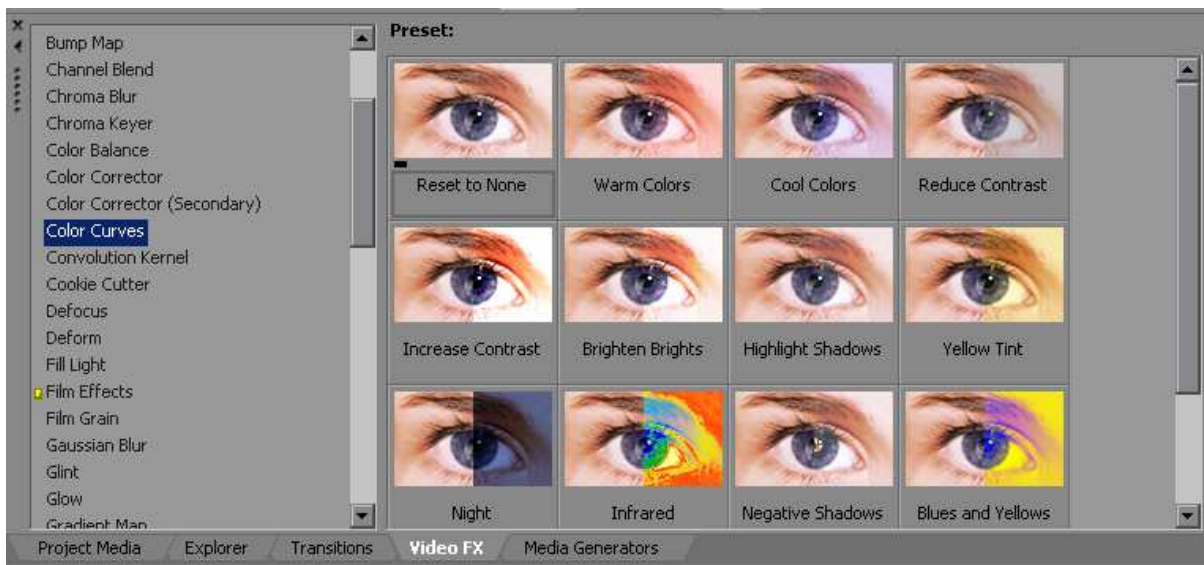 Bump Map
Channel Blend
Chroma Blur
Chroma Keyer
Color Balance
Color Corrector
Color Corrector (Secondary)
Color Curves
Convolution Kernel
Cookie Cutter
Defocus
Deform
Fill Light
Film Effects
Film Grain
Gaussian Blur
Glint
Glow
Gradient Map
Preset:
Reset to None
Warm Colors
Cool Colors
Reduce Contrast
Increase Contrast
Brighten Brights
Highlight Shadows
Yellow Tint
Night
Infrared
Negative Shadows
Blues and Yellows
Project Media
Explorer
Transitions
Video FX
Media Generators